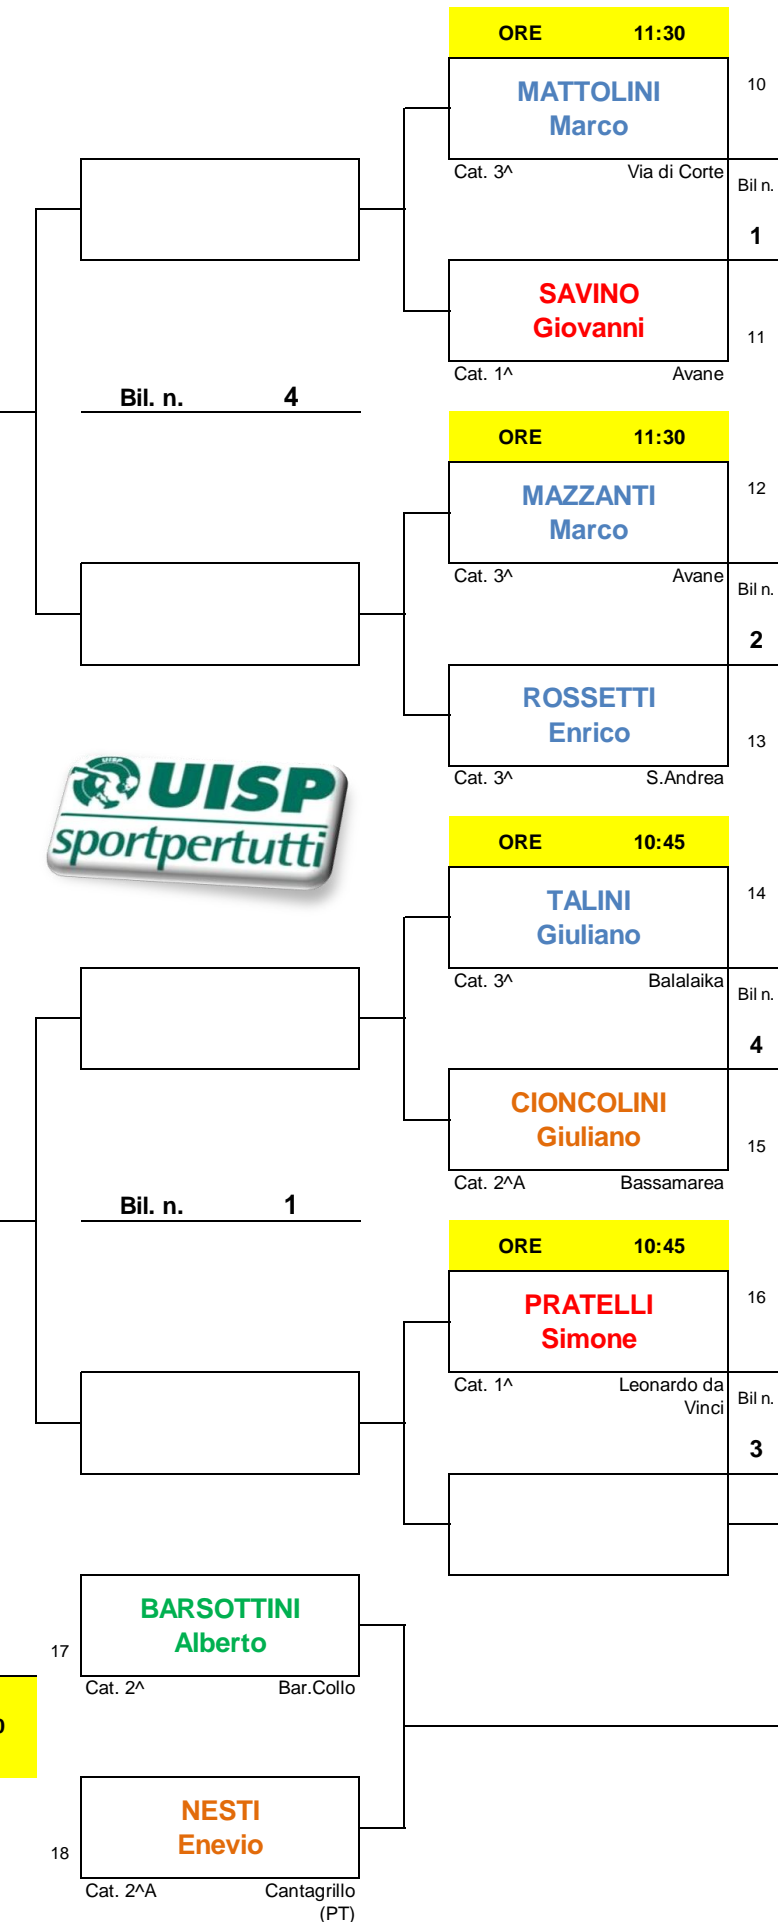 ORE 11:30
MATTOLINI
Marco
10
Cat. 3^ Via di Corte
Bil n.
1
SAVINO
Giovanni
11
Cat. 1^ Avane
Bil. n. 4
ORE 11:30
MAZZANTI
Marco
12
Cat. 3^ Avane
Bil n.
2
ROSSETTI
Enrico
13
Cat. 3^ S.Andrea
UISP
UISP
sportpertutti
ORE 10:45
TALINI
Giuliano
14
Cat. 3^ Balalaika
Bil n.
4
CIONCOLINI
Giuliano
15
Cat. 2^A Bassamarea
Bil. n. 1
ORE 10:45
PRATELLI
Simone
16
Cat. 1^ Leonardo da
Vinci
Bil n.
3
BARSOTTINI
Alberto
17
Cat. 2^ Bar.Collo
NESTI
Enevio
18
Cat. 2^A Cantagrillo
(PT)